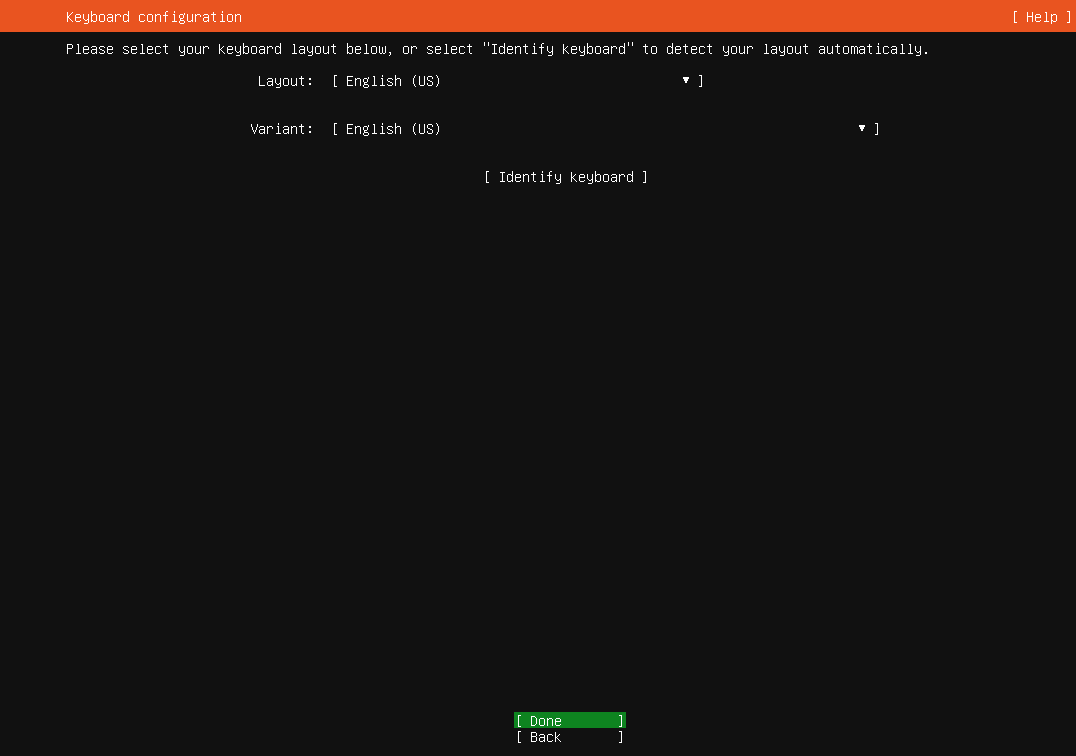 Keyboard configuration [ Help ]
Please select your keyboard layout below, or select "Identify keyboard" to detect your layout automatically.
Layout: [ English (US) ▾ ]
Variant: [ English (US) ▾ ]
[ Identify keyboard ]
[ Done ]
[ Back ]